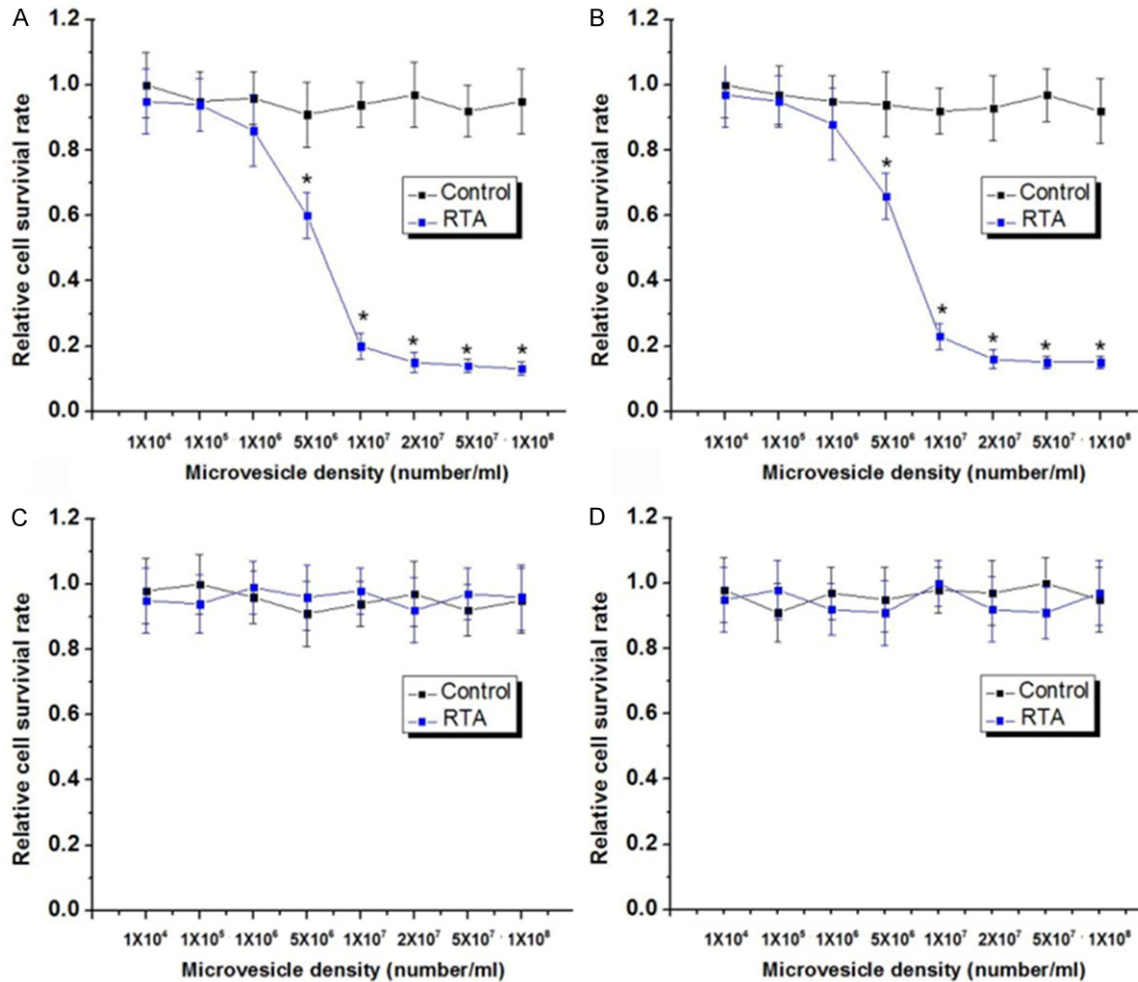 A
Relative cell survivial rate
1.2
1.0
0.8
0.6
0.4
0.2
0.0
*
*
*
*
*
Control
RTA
1X10⁴ 1X10⁵ 1X10⁶ 5X10⁶ 1X10⁷ 2X10⁷ 5X10⁷ 1X10⁸
Microvesicle density (number/ml)
B
Relative cell survivial rate
1.2
1.0
0.8
0.6
0.4
0.2
0.0
*
*
*
*
*
Control
RTA
1X10⁴ 1X10⁵ 1X10⁶ 5X10⁶ 1X10⁷ 2X10⁷ 5X10⁷ 1X10⁸
Microvesicle density (number/ml)
C
Relative cell survivial rate
1.2
1.0
0.8
0.6
0.4
0.2
0.0
Control
RTA
1X10⁴ 1X10⁵ 1X10⁶ 5X10⁶ 1X10⁷ 2X10⁷ 5X10⁷ 1X10⁸
Microvesicle density (number/ml)
D
Relative cell survivial rate
1.2
1.0
0.8
0.6
0.4
0.2
0.0
Control
RTA
1X10⁴ 1X10⁵ 1X10⁶ 5X10⁶ 1X10⁷ 2X10⁷ 5X10⁷ 1X10⁸
Microvesicle density (number/ml)